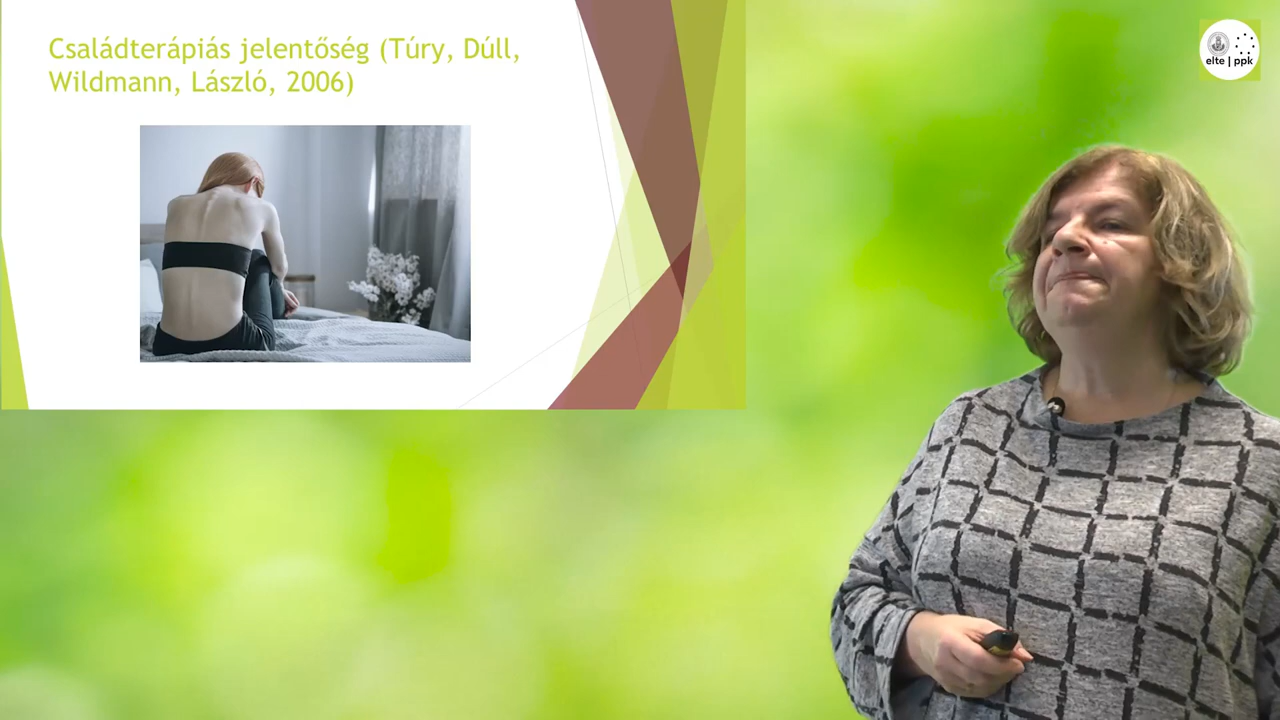 Családterápiás jelentőség (Túry, Dúll,
Wildmann, László, 2006)
elte | ppk